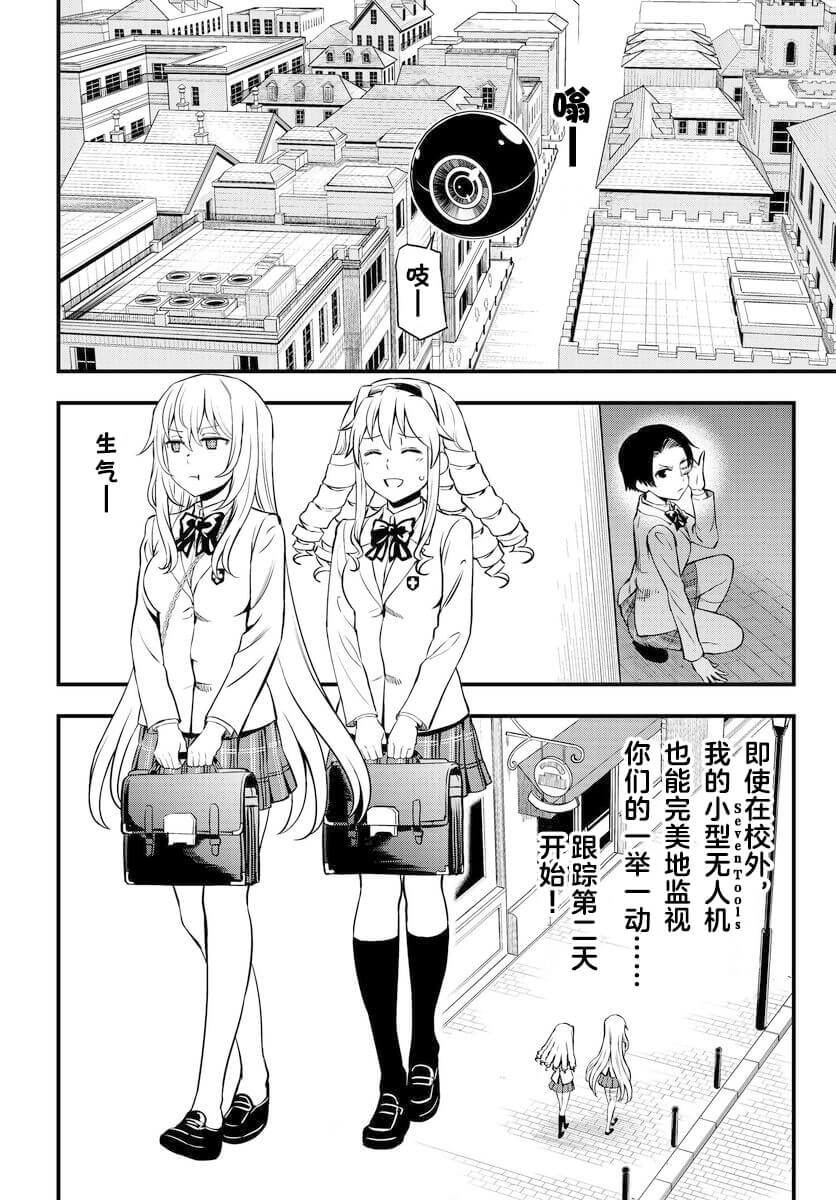 嗡—
吱—
生气—
即使在校外，
我的小型无人机
Seven Tools
也能完美地监视
你们的一举一动……
跟踪第二天
开始！